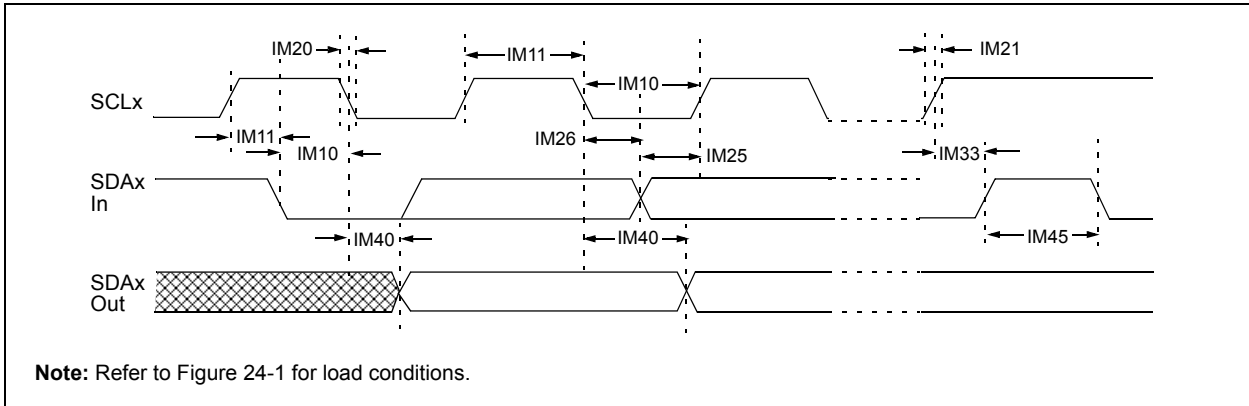 IM20
IM11
IM21
IM10
SCLx
IM11
IM26
IM10
IM25
IM33
SDAx
In
IM40
IM40
IM45
SDAx
Out
Note: Refer to Figure 24-1 for load conditions.